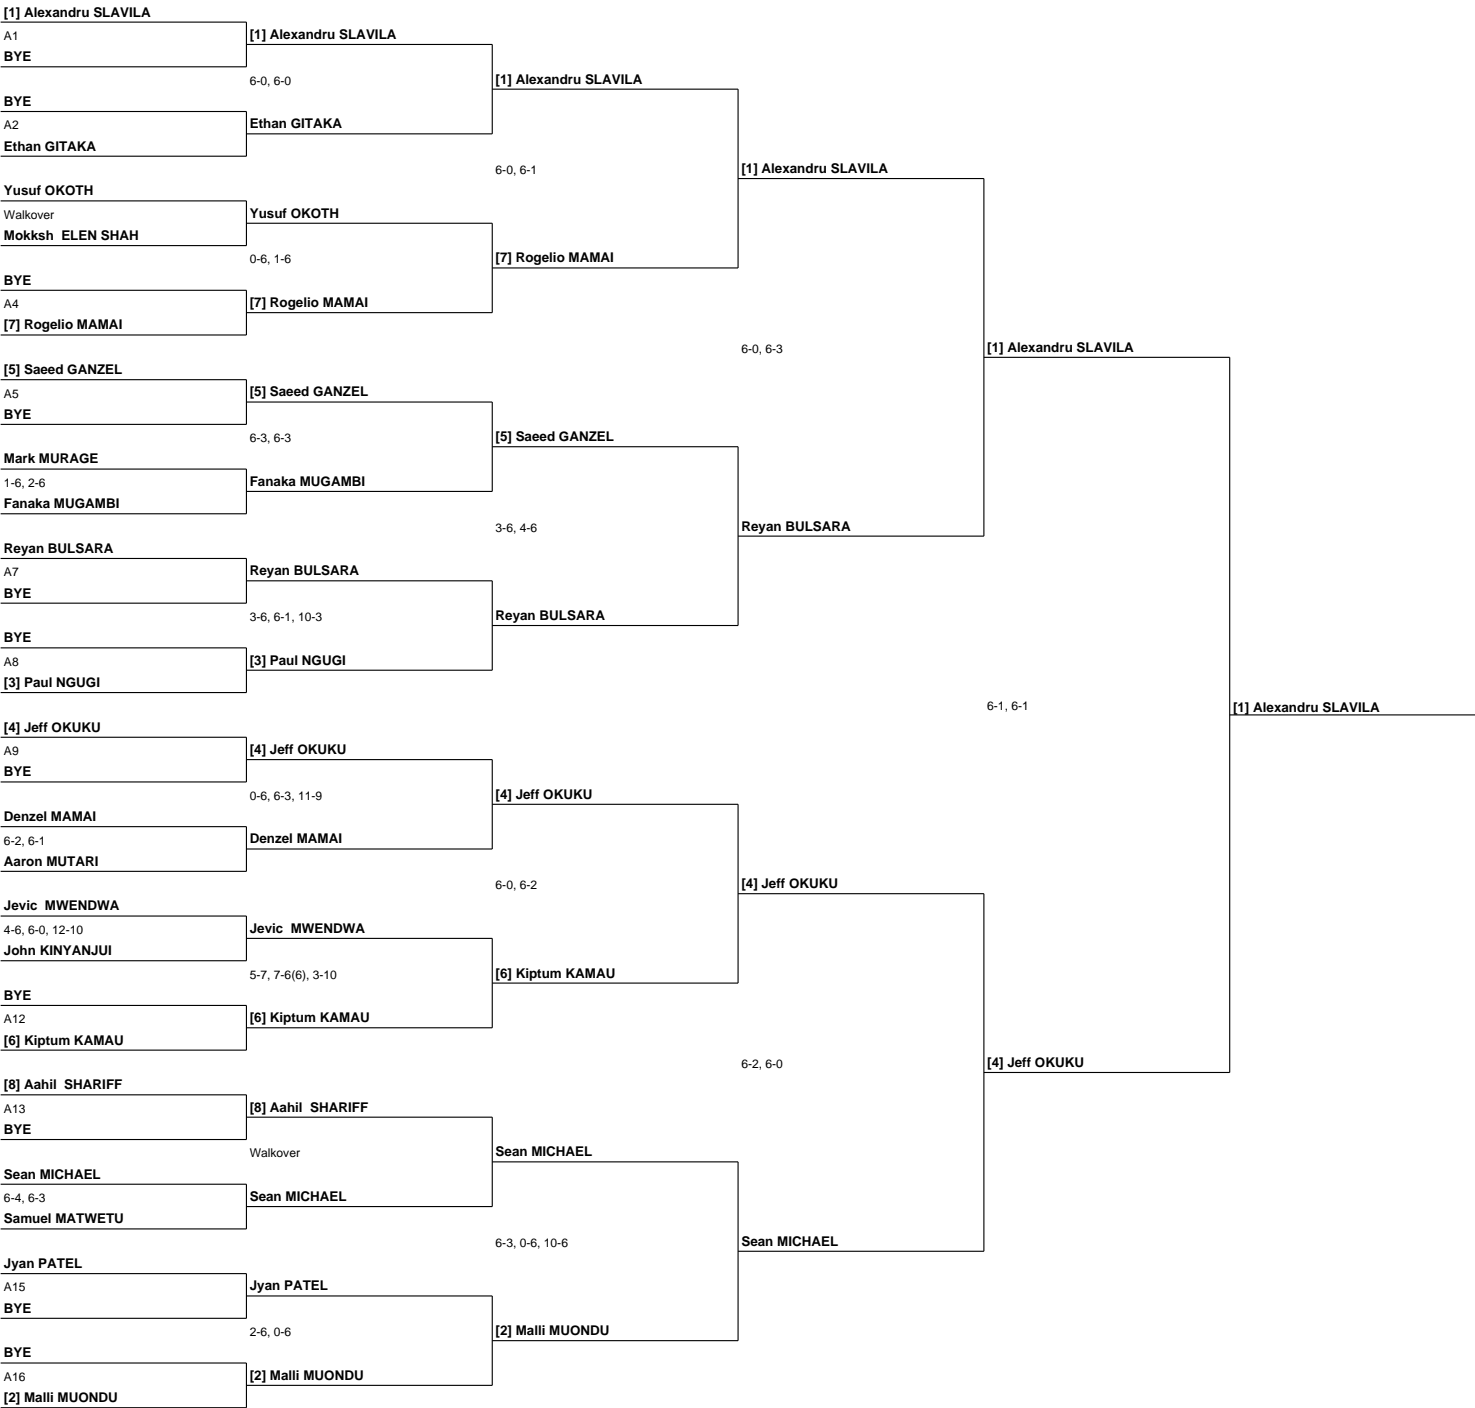 [1] Alexandru SLAVILA
A1
BYE
BYE
A2
Ethan GITAKA
Yusuf OKOTH
Walkover
Mokksh  ELEN SHAH
BYE
A4
[7] Rogelio MAMAI
[5] Saeed GANZEL
A5
BYE
Mark MURAGE
1-6, 2-6
Fanaka MUGAMBI
Reyan BULSARA
A7
BYE
BYE
A8
[3] Paul NGUGI
[4] Jeff OKUKU
A9
BYE
Denzel MAMAI
6-2, 6-1
Aaron MUTARI
Jevic  MWENDWA
4-6, 6-0, 12-10
John KINYANJUI
BYE
A12
[6] Kiptum KAMAU
[8] Aahil  SHARIFF
A13
BYE
Sean MICHAEL
6-4, 6-3
Samuel MATWETU
Jyan PATEL
A15
BYE
BYE
A16
[2] Malli MUONDU
[1] Alexandru SLAVILA
6-0, 6-0
Ethan GITAKA
Yusuf OKOTH
0-6, 1-6
[7] Rogelio MAMAI
[5] Saeed GANZEL
6-3, 6-3
Fanaka MUGAMBI
Reyan BULSARA
3-6, 6-1, 10-3
[3] Paul NGUGI
[4] Jeff OKUKU
0-6, 6-3, 11-9
Denzel MAMAI
Jevic  MWENDWA
5-7, 7-6(6), 3-10
[6] Kiptum KAMAU
[8] Aahil  SHARIFF
Walkover
Sean MICHAEL
Jyan PATEL
2-6, 0-6
[2] Malli MUONDU
[1] Alexandru SLAVILA
6-0, 6-1
[7] Rogelio MAMAI
[5] Saeed GANZEL
3-6, 4-6
Reyan BULSARA
[4] Jeff OKUKU
6-0, 6-2
[6] Kiptum KAMAU
Sean MICHAEL
6-3, 0-6, 10-6
[2] Malli MUONDU
[1] Alexandru SLAVILA
6-0, 6-3
Reyan BULSARA
[4] Jeff OKUKU
6-2, 6-0
Sean MICHAEL
[1] Alexandru SLAVILA
6-1, 6-1
[4] Jeff OKUKU
[1] Alexandru SLAVILA